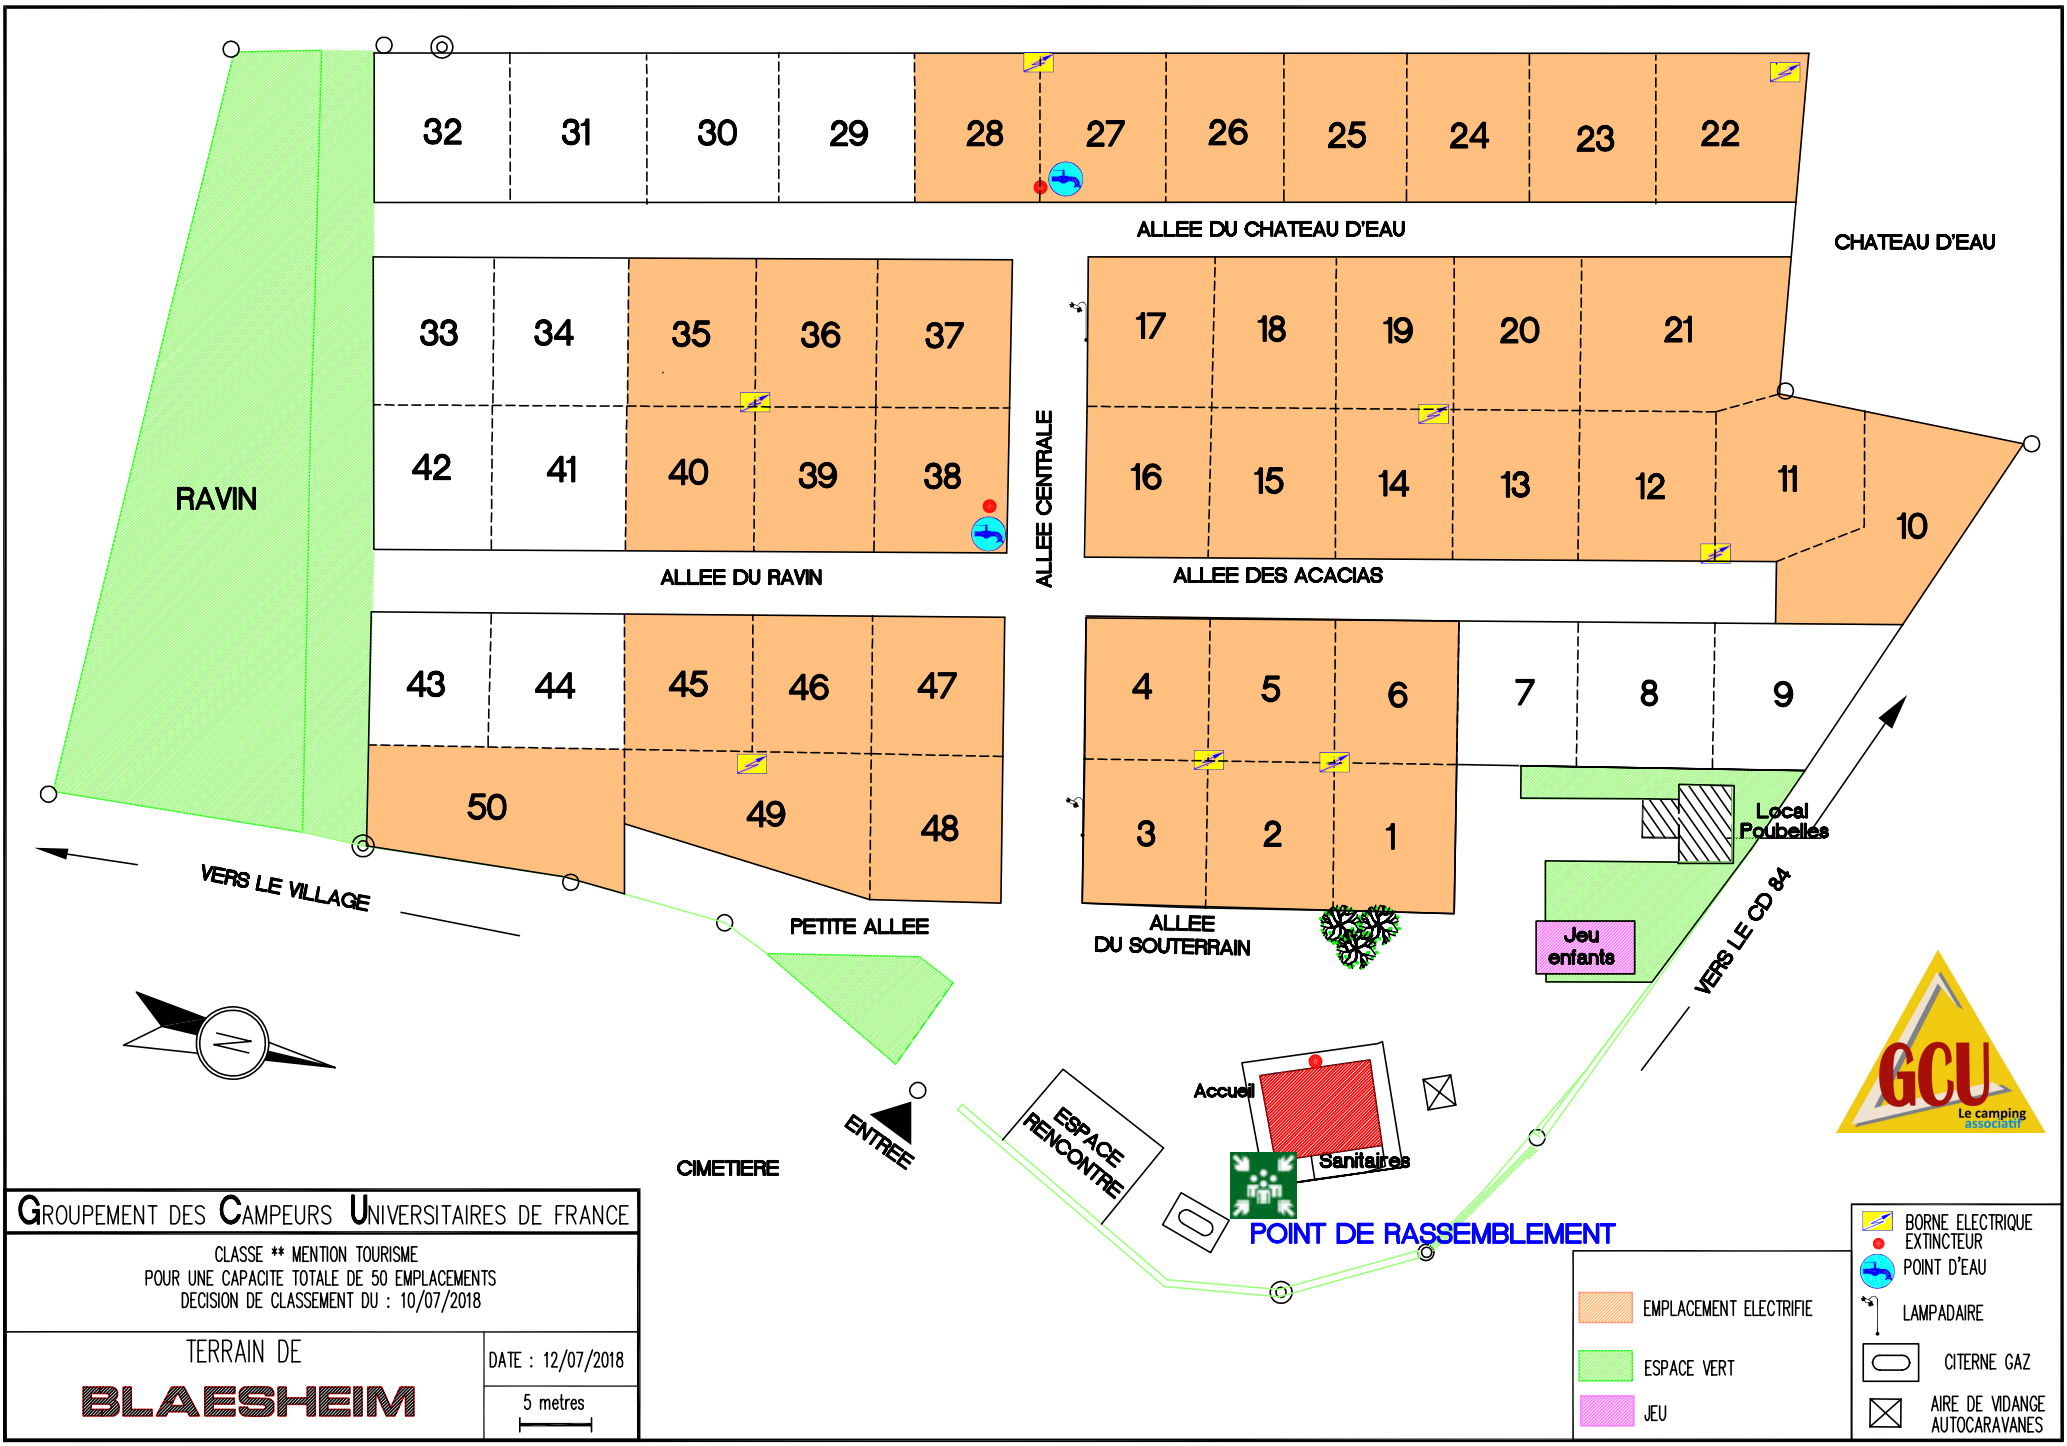 32 31 30 29 28 27 26 25 24 23 22
ALLEE DU CHATEAU D'EAU
CHATEAU D'EAU
33 34 35 36 37
17 18 19 20 21
RAVIN
42 41 40 39 38
ALLEE CENTRALE
16 15 14 13 12 11 10
ALLEE DU RAVIN
ALLEE DES ACACIAS
43 44 45 46 47
4 5 6 7 8 9
50 49 48
3 2 1
Local
Poubelles
VERS LE VILLAGE
PETITE ALLEE
ALLEE
DU SOUTERRAIN
Jeu
enfants
VERS LE CD 84
N
GCU
Le camping
associatif
Accueil
ESPACE
RENCONTRE
ENTREE
CIMETIERE
Sanitaires
POINT DE RASSEMBLEMENT
GROUPEMENT DES CAMPEURS UNIVERSITAIRES DE FRANCE
CLASSE ** MENTION TOURISME
POUR UNE CAPACITE TOTALE DE 50 EMPLACEMENTS
DECISION DE CLASSEMENT DU : 10/07/2018
TERRAIN DE
BLAESHEIM
DATE : 12/07/2018
5 metres
EMPLACEMENT ELECTRIFIE
ESPACE VERT
JEU
BORNE ELECTRIQUE
EXTINCTEUR
POINT D'EAU
LAMPADAIRE
CITERNE GAZ
AIRE DE VIDANGE
AUTOCARAVANES